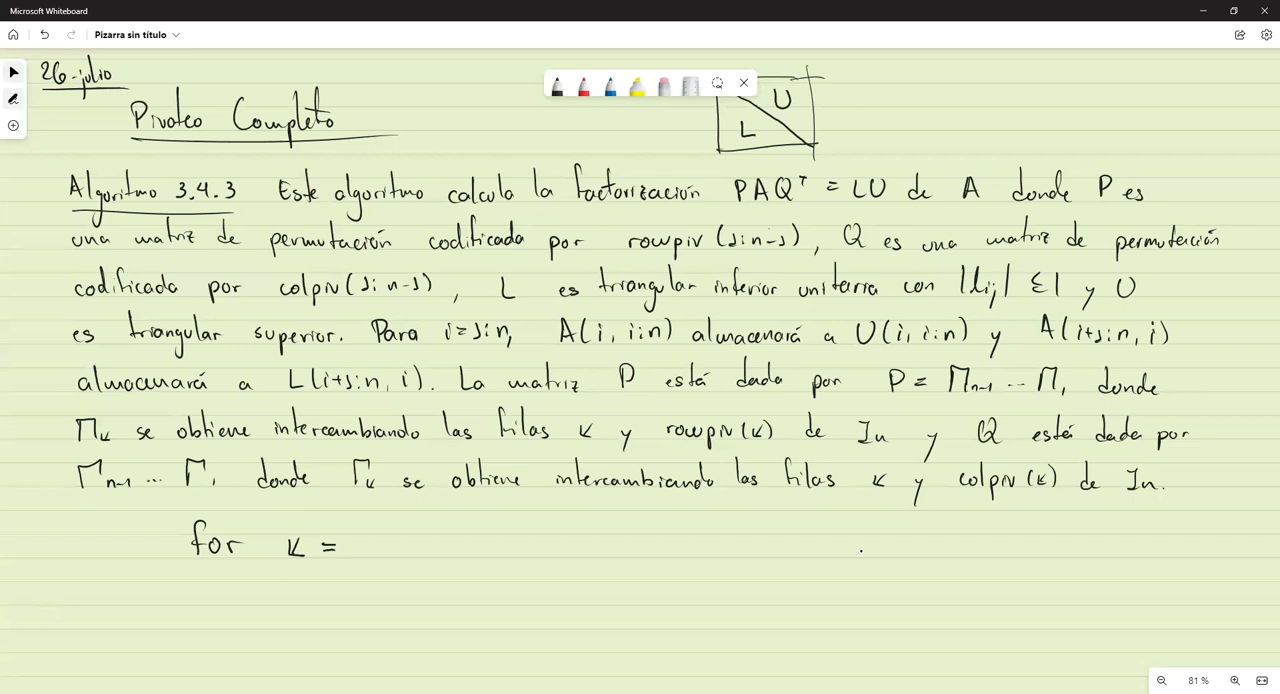 Microsoft Whiteboard
Pizarra sin título
26-julio
Pivoteo Completo
U
L
Algoritmo 3.4.3 Este algoritmo calcula la factorización PAQᵀ = LU de A donde P es
una matriz de permutación codificada por rowpiv (1:n-1), Q es una matriz de permutación
codificada por colpiv(1:n-1), L es triangular inferior unitaria con |lij| ≤ 1 y U
es triangular superior. Para i=1:n, A(i, i:n) almacenará a U(i, i:n) y A(i+1:n, i)
almacenará a L(i+1:n, i). La matriz P está dada por P = Πn-1 ... Π1 donde
Πk se obtiene intercambiando las filas k y rowpiv(k) de In y Q está dada por
Γn-1 ... Γ1 donde Γk se obtiene intercambiando las filas k y colpiv(k) de In.
for k =
81 %